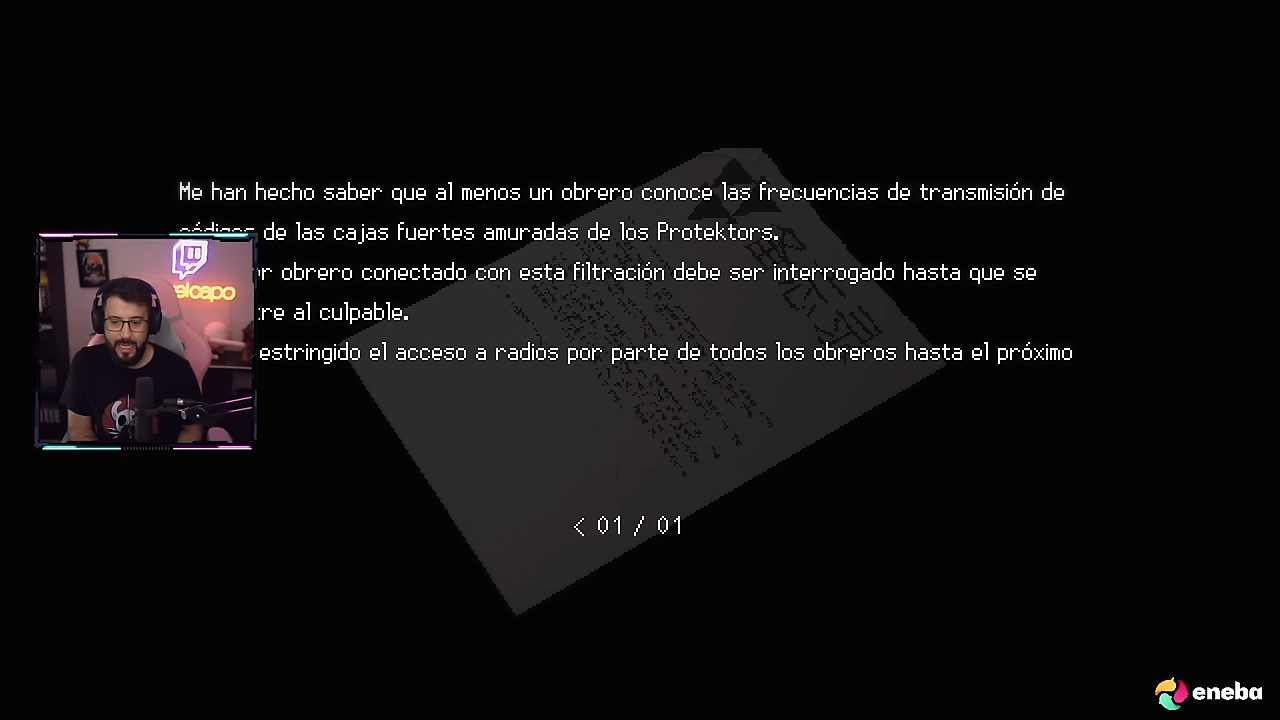 Me han hecho saber que al menos un obrero conoce las frecuencias de transmisión de
códigos de las cajas fuertes amuradas de los Protektors.
obrero conectado con esta filtración debe ser interrogado hasta que se
al culpable.
el acceso a radios por parte de todos los obreros hasta el próximo
elcapo
< 01 / 01
eneba